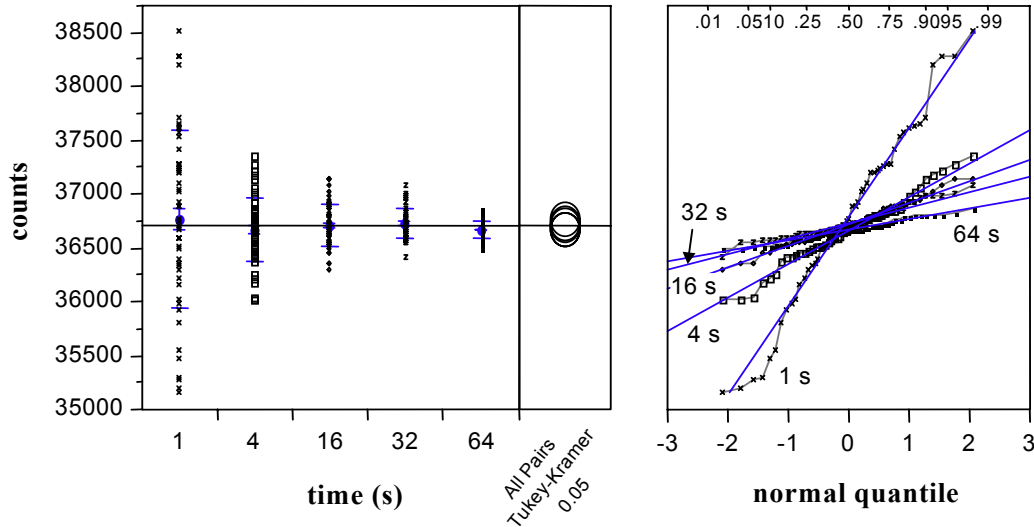 counts
38500
38000
37500
37000
36500
36000
35500
35000
1 4 16 32 64
time (s)
All Pairs
Tukey-Kramer
0.05
.01 .05 .10 .25 .50 .75 .90 .95 .99
32 s
16 s
4 s
1 s
64 s
-3 -2 -1 0 1 2 3
normal quantile